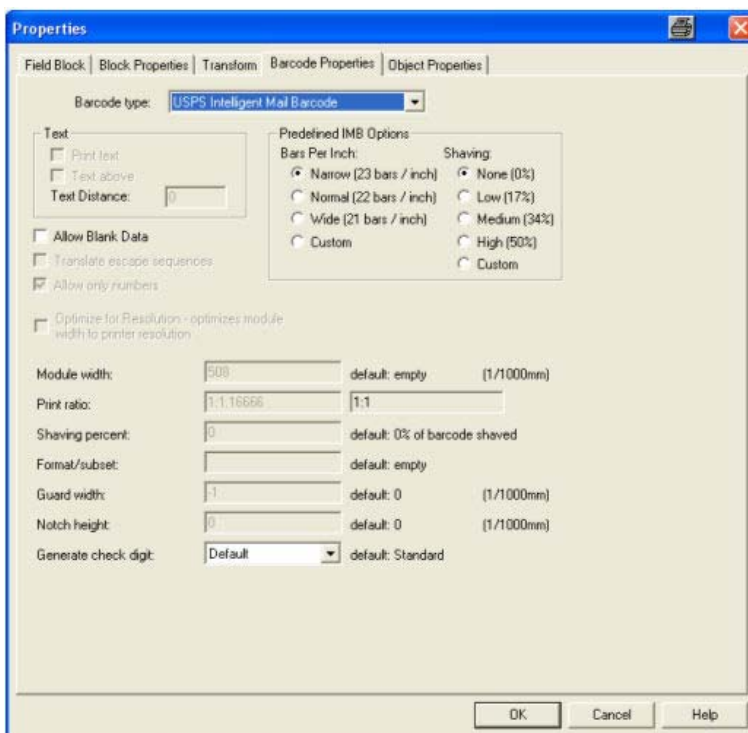 Properties
Field Block Block Properties Transform Barcode Properties Object Properties
Barcode type: USPS Intelligent Mail Barcode
Text
Print text
Text above
Text Distance: 0
Predefined IMB Options
Bars Per Inch: Shaving:
Narrow (23 bars / inch) None (0%)
Normal (22 bars / inch) Low (17%)
Wide (21 bars / inch) Medium (34%)
Custom High (50%)
Custom
Allow Blank Data
Translate escape sequences
Allow only numbers
Optimize for Resolution - optimizes module
width to printer resolution
Module width: 508 default: empty (1/1000mm)
Print ratio: 1:1.16666 1:1
Shaving percent: 0 default: 0% of barcode shaved
Format/subset: default: empty
Guard width: -1 default: 0 (1/1000mm)
Notch height: 0 default: 0 (1/1000mm)
Generate check digit: Default default: Standard
OK Cancel Help